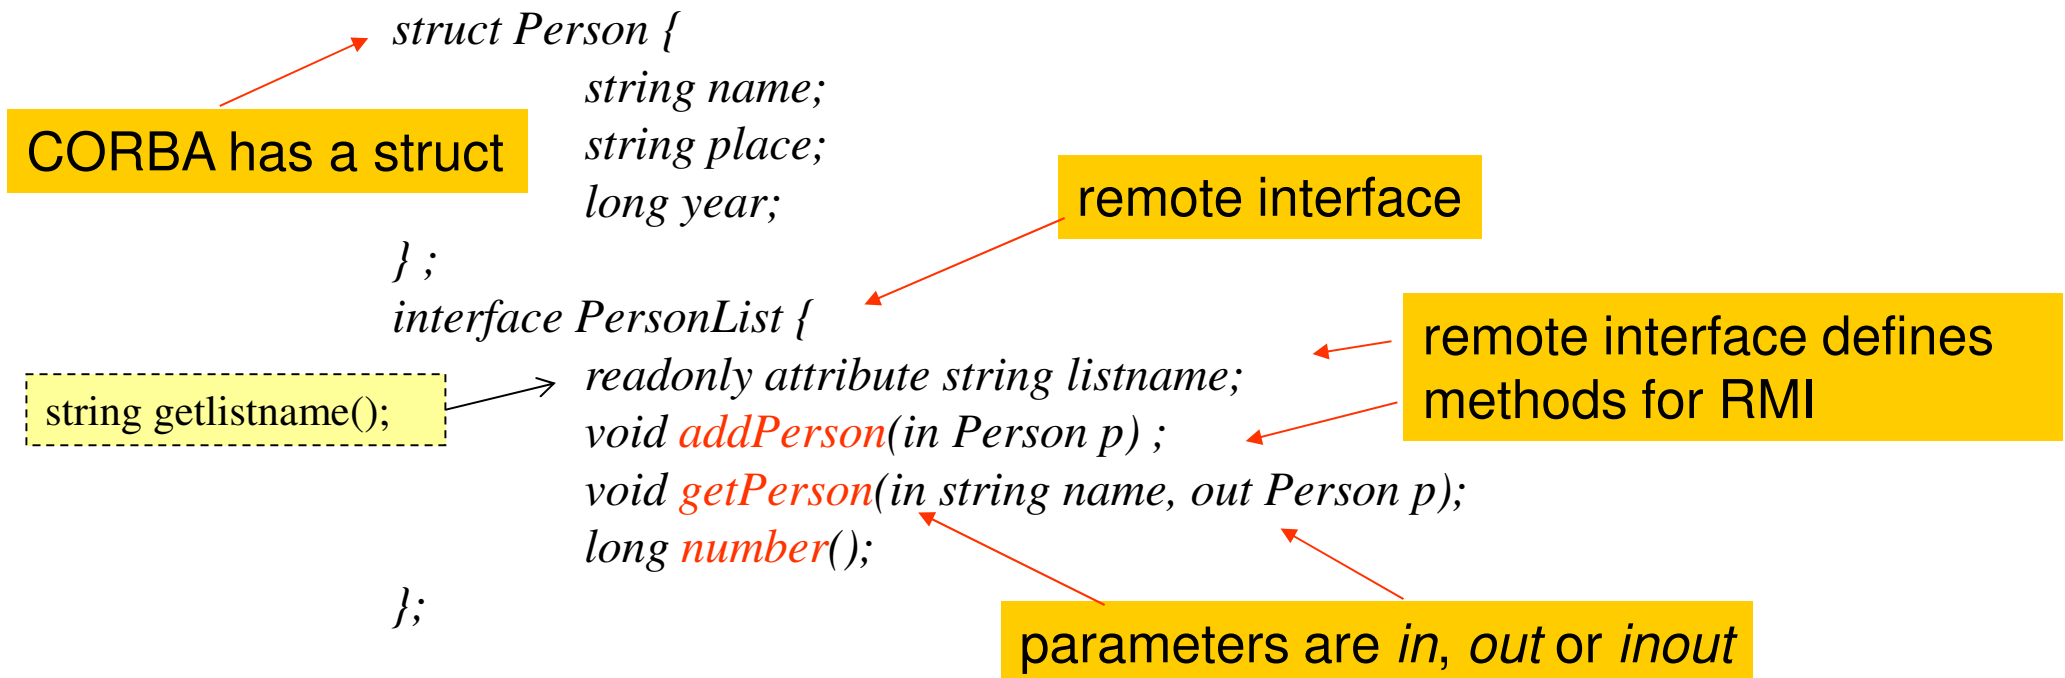 struct Person {
string name;
CORBA has a struct
string place;
long year;
remote interface
} ;
interface PersonList {
remote interface defines
methods for RMI
readonly attribute string listname;
string getlistname();
void addPerson(in Person p) ;
void getPerson(in string name, out Person p);
long number();
};
parameters are in, out or inout